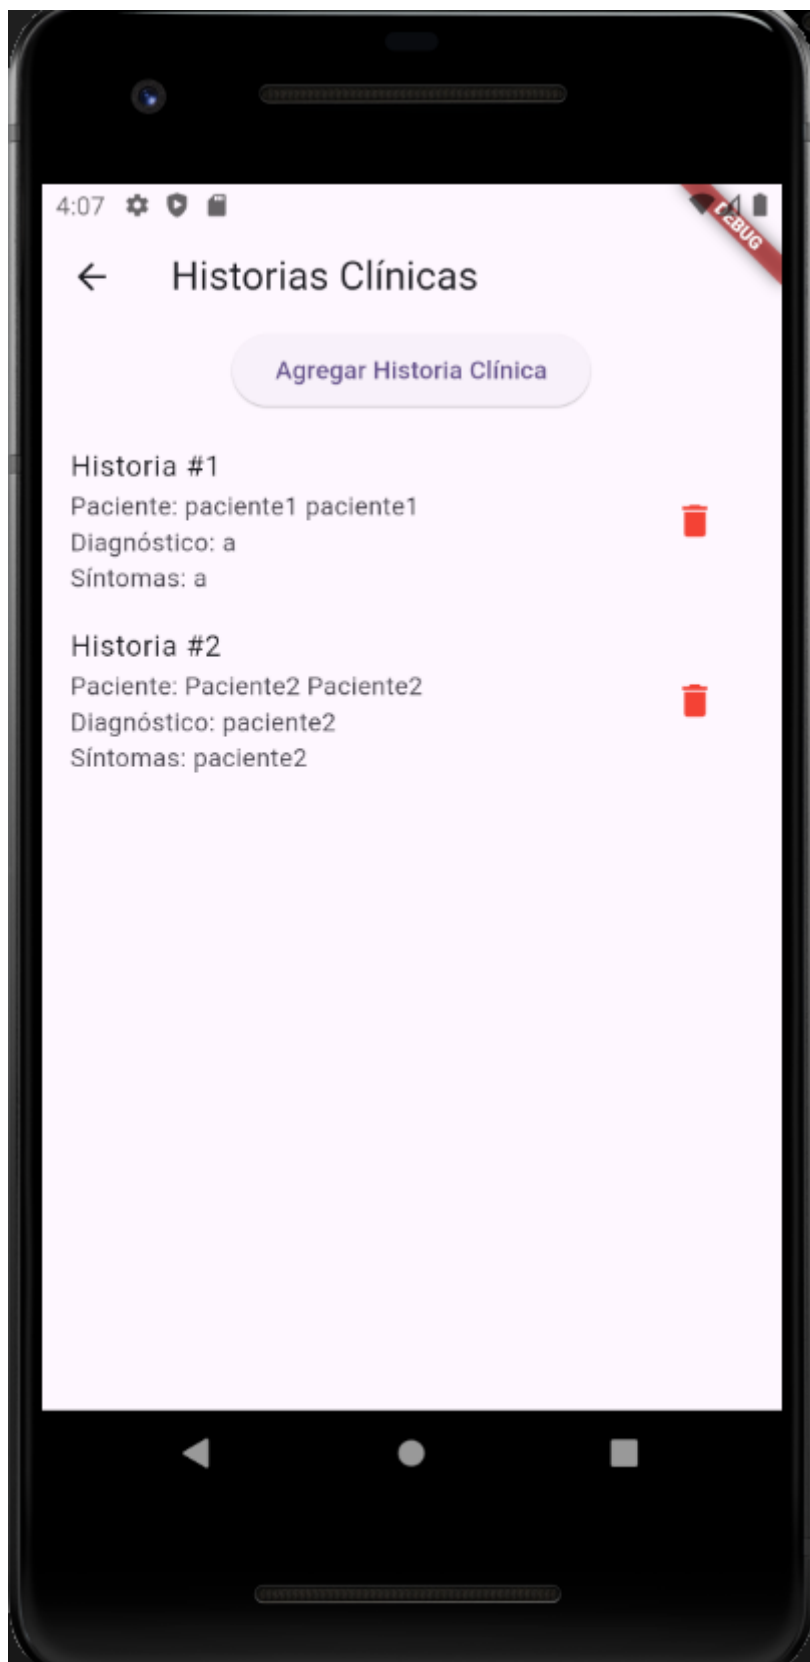 4:07
DEBUG
Historias Clínicas
Agregar Historia Clínica
Historia #1
Paciente: paciente1 paciente1
Diagnóstico: a
Síntomas: a
Historia #2
Paciente: Paciente2 Paciente2
Diagnóstico: paciente2
Síntomas: paciente2